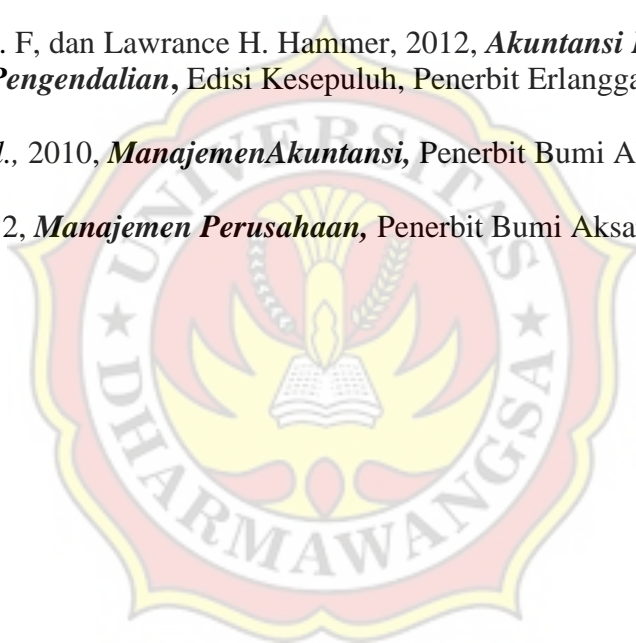 . F, dan Lawrance H. Hammer, 2012, Akuntansi
Pengendalian, Edisi Kesepuluh, Penerbit Erlangga
l., 2010, ManajemenAkuntansi, Penerbit Bumi A
2, Manajemen Perusahaan, Penerbit Bumi Aksa
UNIVERSITAS
DHARMAWANGSA